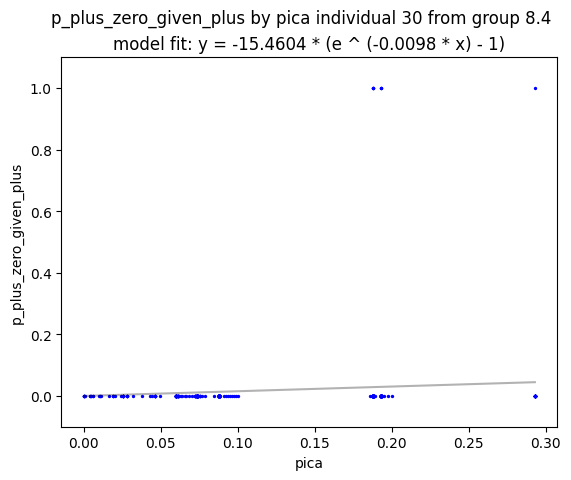 p_plus_zero_given_plus by pica individual 30 from group 8.4
model fit: y = -15.4604 * (e ^ (-0.0098 * x) - 1)
1.0
0.8
0.6
0.4
0.2
0.0
p_plus_zero_given_plus
0.00 0.05 0.10 0.15 0.20 0.25 0.30
pica